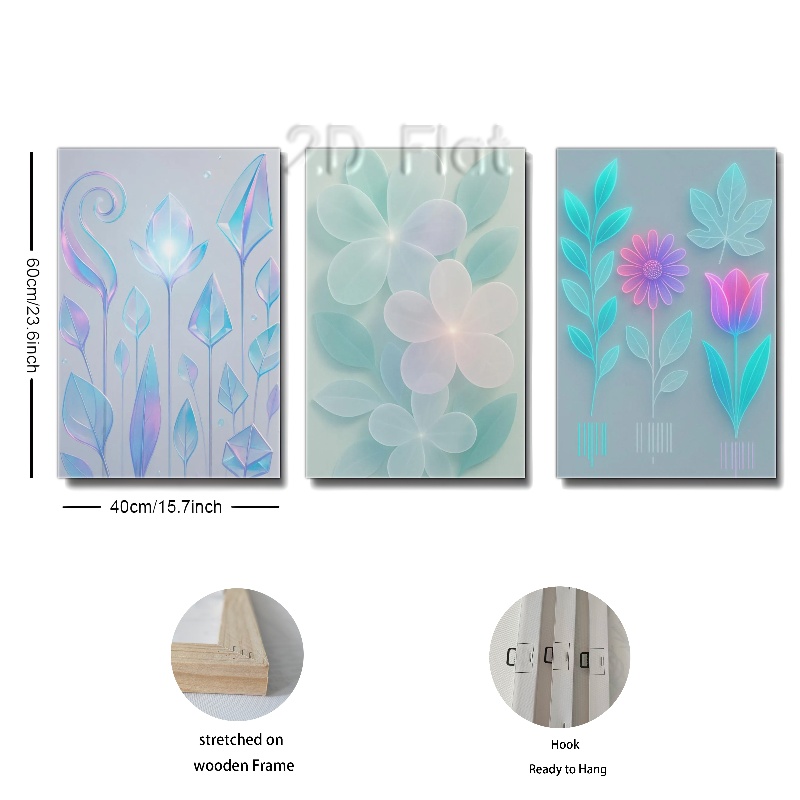 2D Flat
60cm/23.6inch
40cm/15.7inch
stretched on
wooden Frame
Hook
Ready to Hang